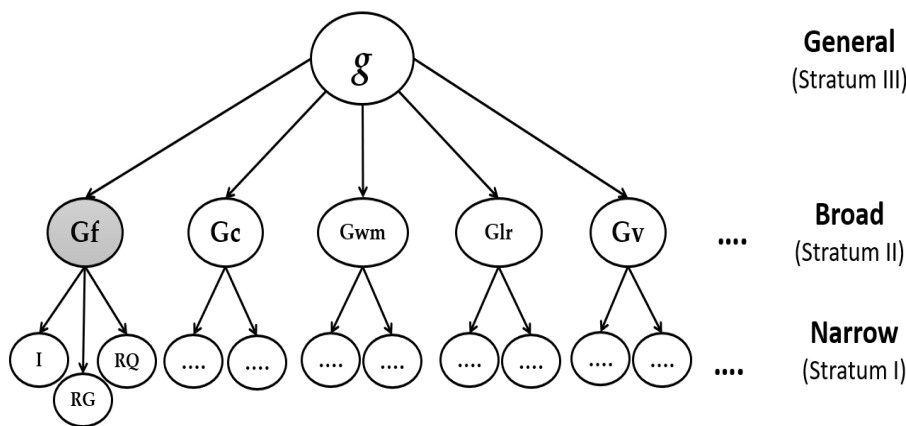 g
General
(Stratum III)
Gf
Gc
Gwm
Glr
Gv
....
Broad
(Stratum II)
I
RG
RQ
....
....
....
....
....
....
....
....
....
Narrow
(Stratum I)